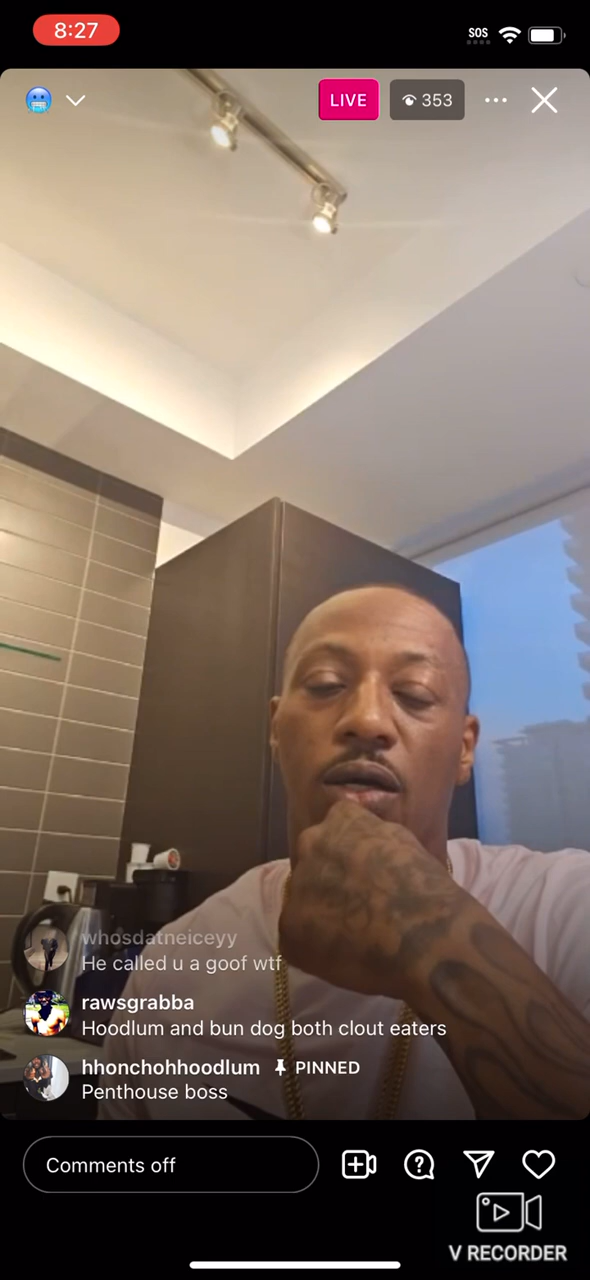 8:27
SOS
LIVE
353
whosdatneiceyy
He called u a goof wtf
rawsgrabba
Hoodlum and bun dog both clout eaters
hhonchohhoodlum PINNED
Penthouse boss
Comments off
V RECORDER